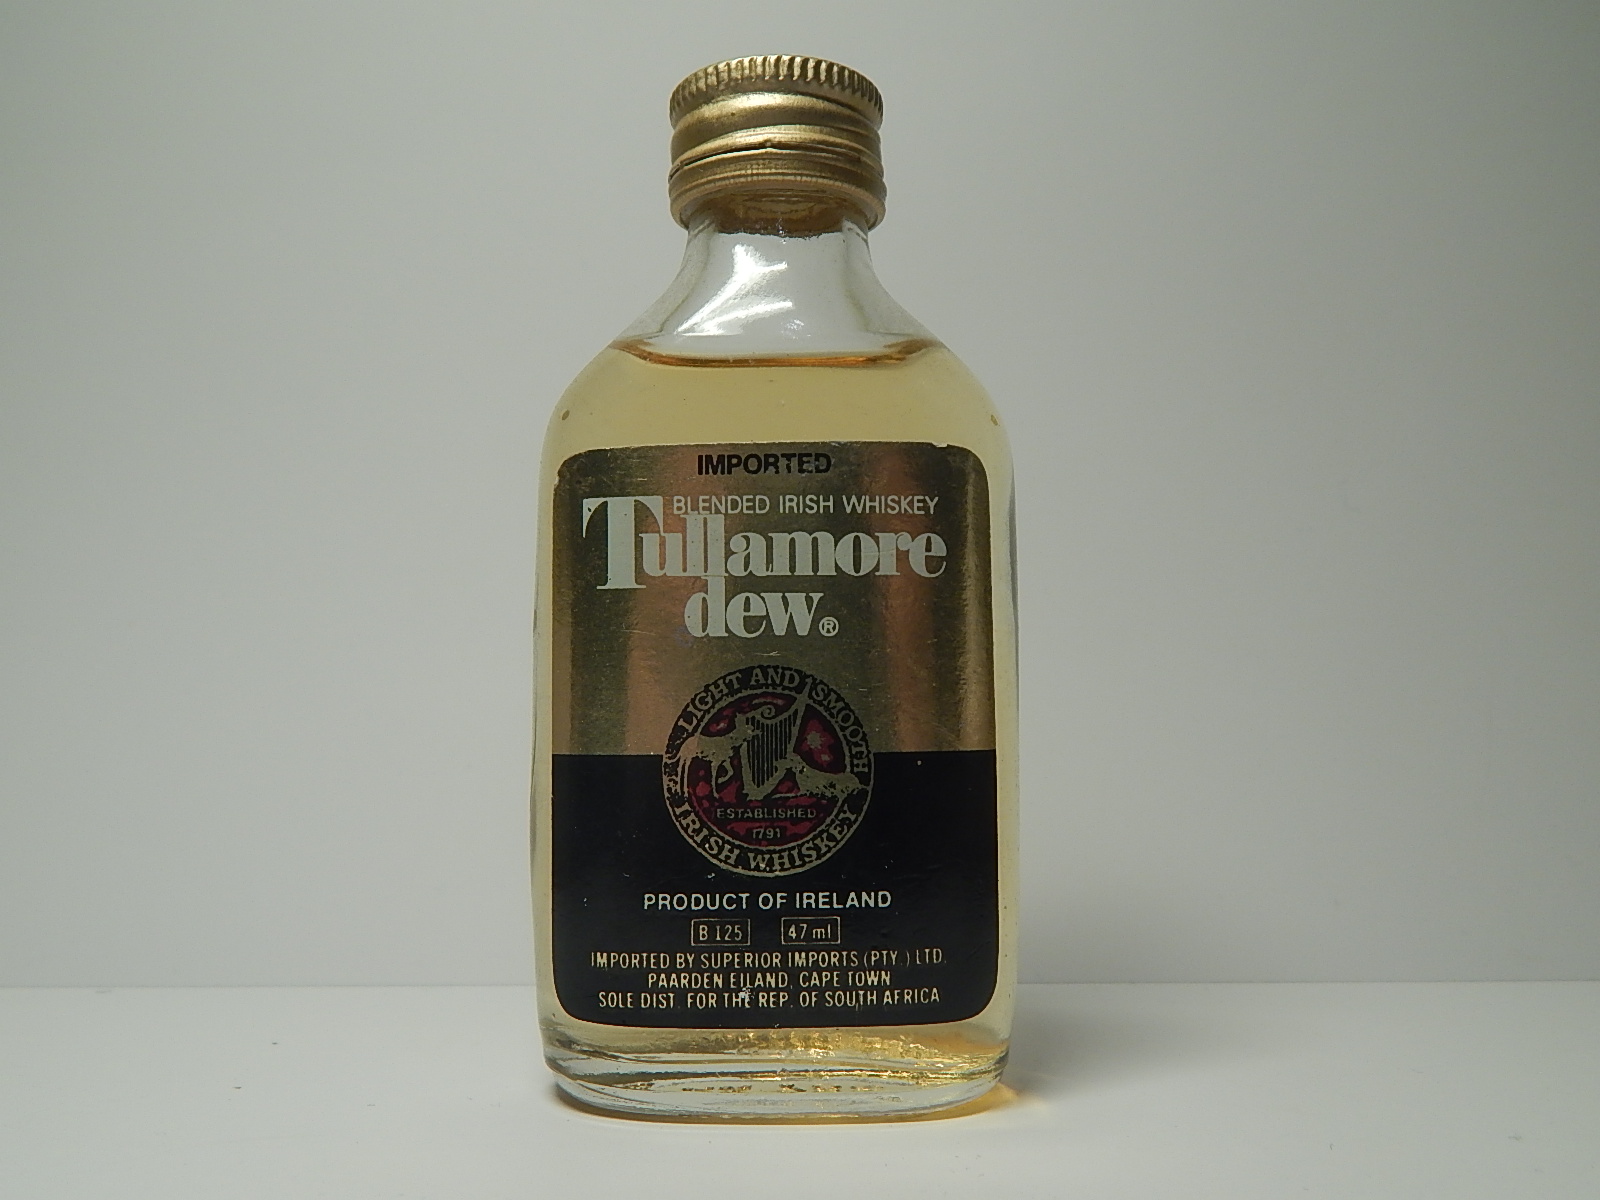 IMPORTED
BLENDED IRISH WHISKEY
Tullamore
dew®
LIGHT AND SMOOTH
ESTABLISHED
1791
IRISH WHISKEY
PRODUCT OF IRELAND
B 125 47 ml
IMPORTED BY SUPERIOR IMPORTS (PTY.) LTD.
PAARDEN EILAND, CAPE TOWN
SOLE DIST. FOR THE REP. OF SOUTH AFRICA